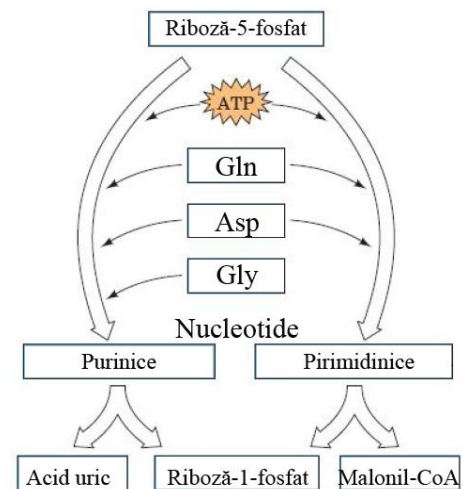 Riboză-5-fosfat
ATP
Gln
Asp
Gly
Nucleotide
Purinice
Pirimidinice
Acid uric
Riboză-1-fosfat
Malonil-CoA